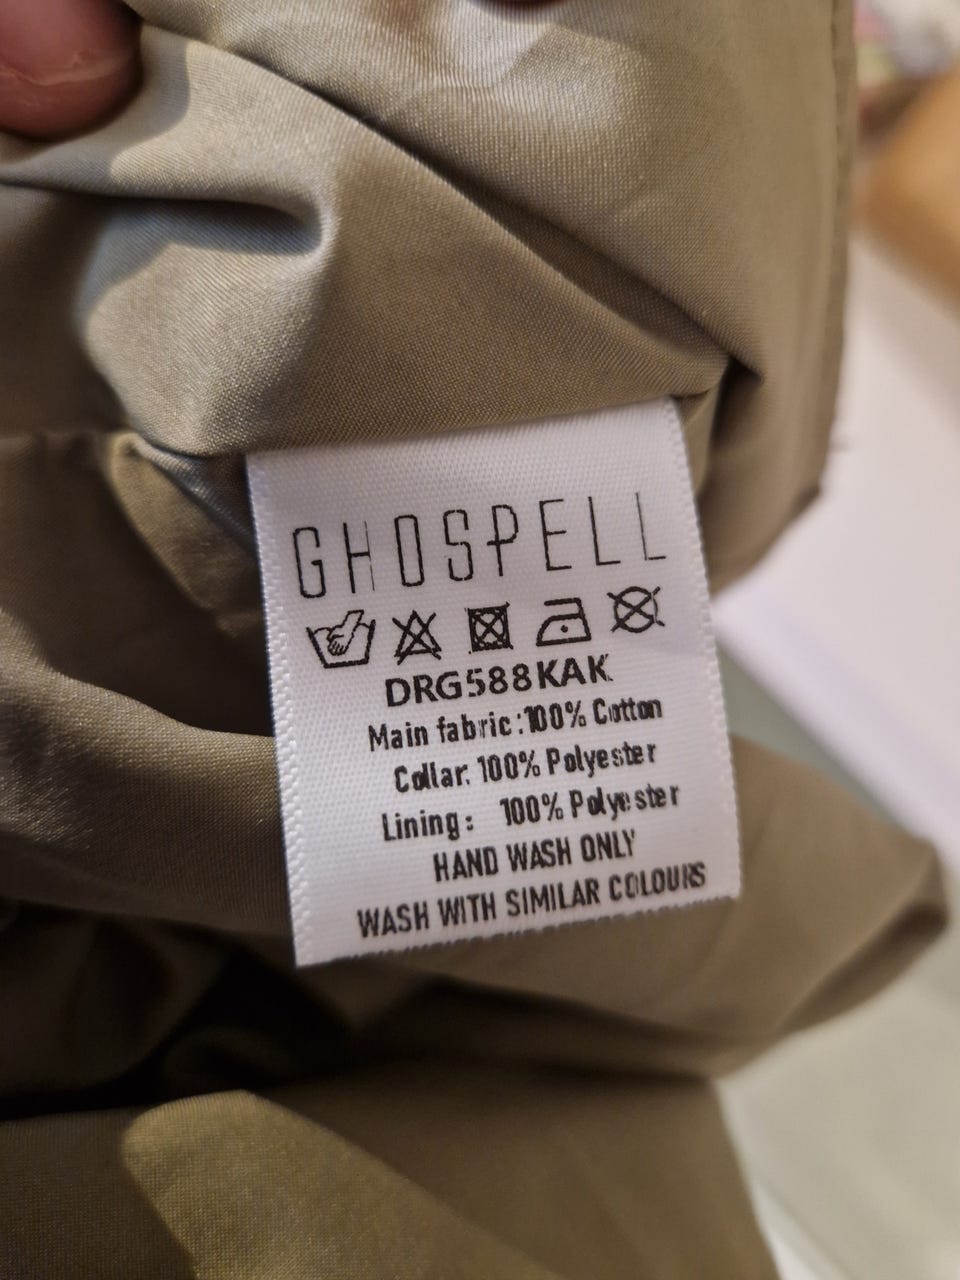 GHOSPELL
DRG588KAK
Main fabric:100% Cotton
Collar: 100% Polyester
Lining: 100% Polyester
HAND WASH ONLY
WASH WITH SIMILAR COLOURS